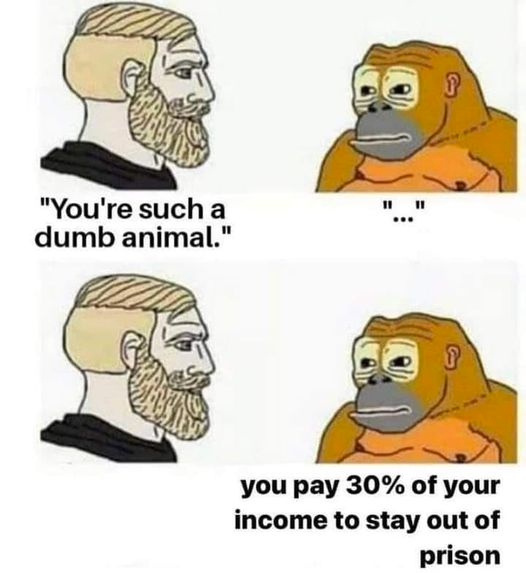 "You're such a
dumb animal."
"..."
you pay 30% of your
income to stay out of
prison